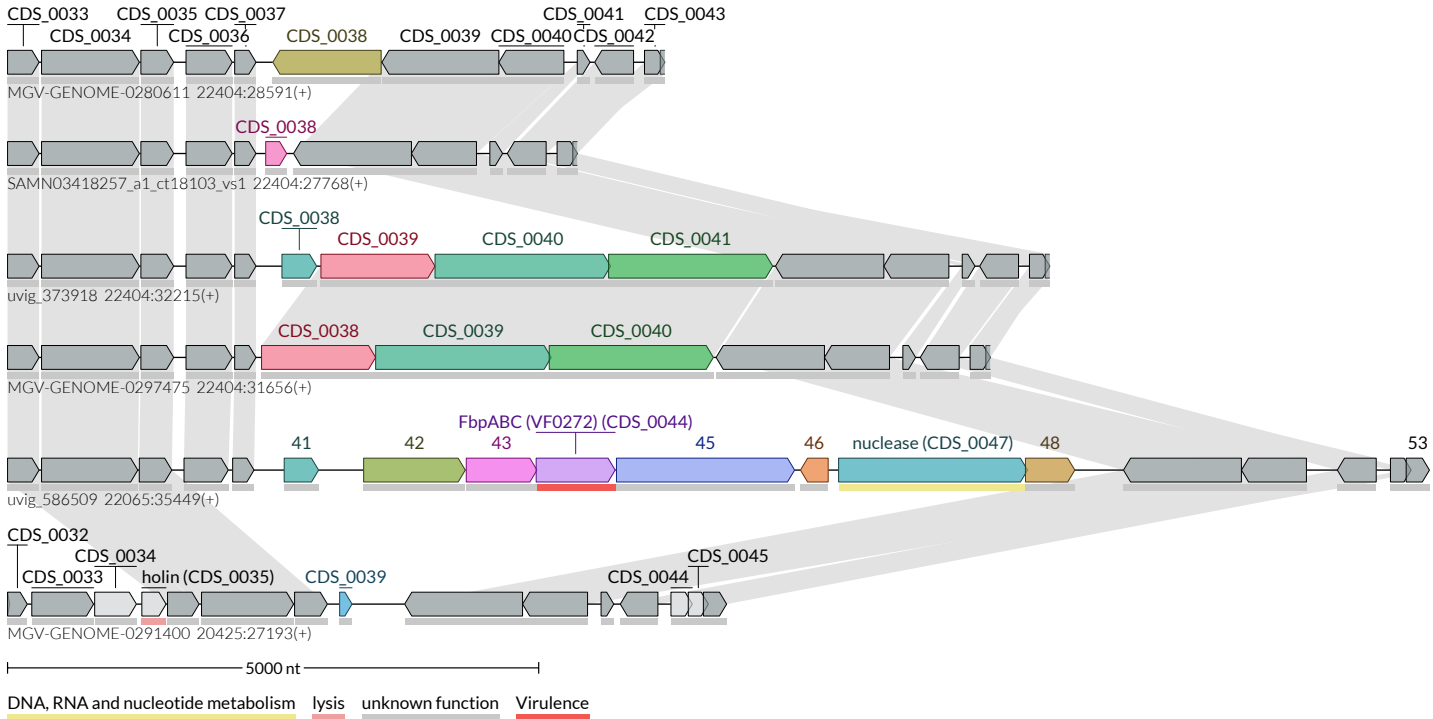 CDS_0033 CDS_0035 CDS_0037 CDS_0041 CDS_0043
CDS_0034 CDS_0036 CDS_0038 CDS_0039 CDS_0040 CDS_0042
MGV-GENOME-0280611 22404:28591(+)
CDS_0038
SAMN03418257_a1_ct18103_vs1 22404:27768(+)
CDS_0038
CDS_0039 CDS_0040 CDS_0041
uvig_373918 22404:32215(+)
CDS_0038 CDS_0039 CDS_0040
MGV-GENOME-0297475 22404:31656(+)
FbpABC (VF0272) (CDS_0044)
41 42 43 45 46 nuclease (CDS_0047) 48 53
uvig_586509 22065:35449(+)
CDS_0032
CDS_0034 CDS_0045
CDS_0033 holin (CDS_0035) CDS_0039 CDS_0044
MGV-GENOME-0291400 20425:27193(+)
5000 nt
DNA, RNA and nucleotide metabolism lysis unknown function Virulence